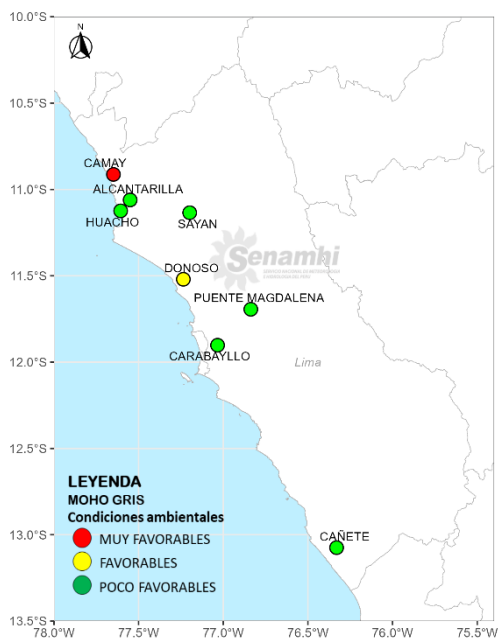 10.0°S
N
10.5°S
CAMAY
11.0°S
ALCANTARILLA
HUACHO
SAYAN
Senamhi
11.5°S
DONOSO
PUENTE MAGDALENA
CARABAYLLO
12.0°S
Lima
12.5°S
LEYENDA
MOHO GRIS
Condiciones ambientales
MUY FAVORABLES
FAVORABLES
POCO FAVORABLES
13.0°S
CAÑETE
13.5°S
78.0°W
77.5°W
77.0°W
76.5°W
76.0°W
75.5°W